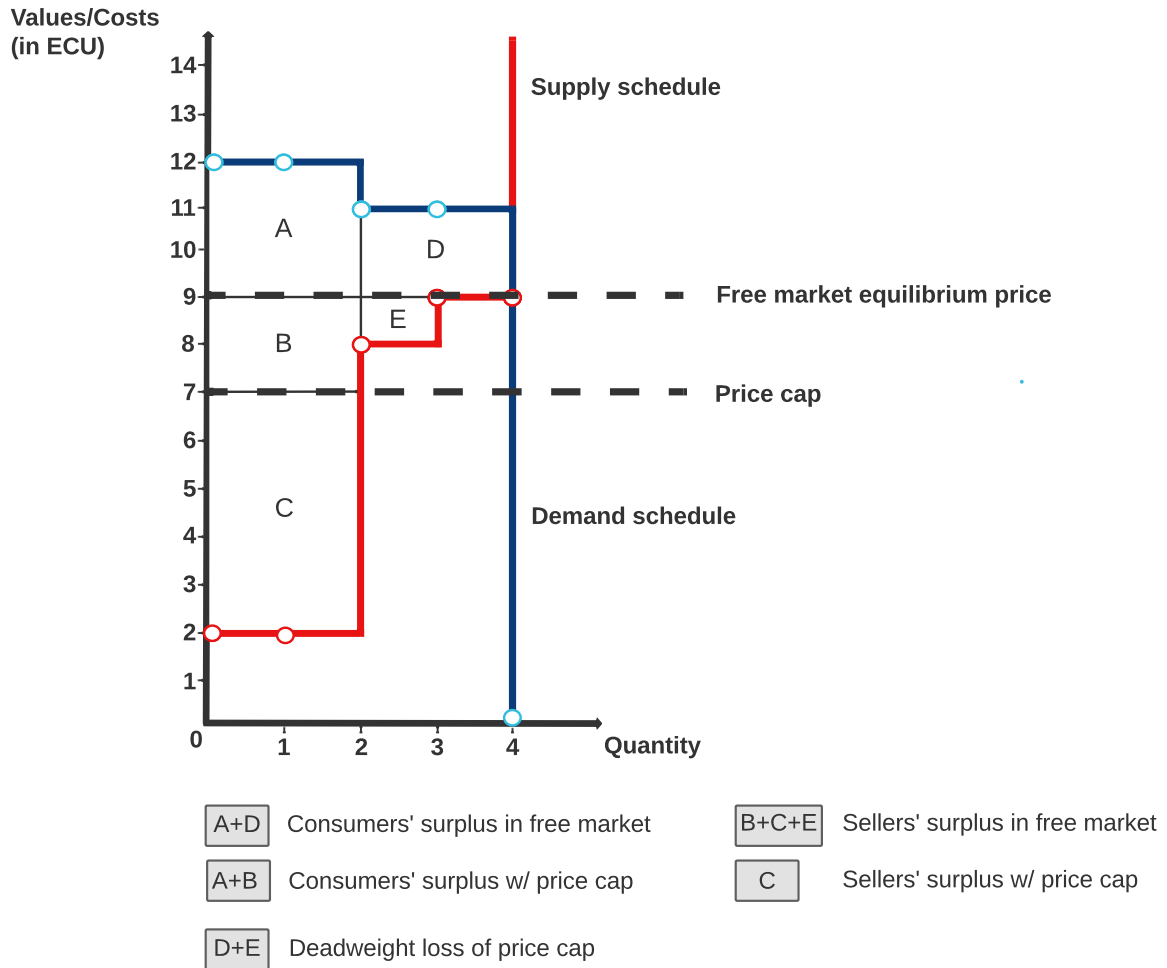 Values/Costs
(in ECU)
14
Supply schedule
13
12
11
A
D
10
9
Free market equilibrium price
E
B
8
7
Price cap
6
5
C
Demand schedule
4
3
2
1
0
1
2
3
4
Quantity
A+D
Consumers' surplus in free market
B+C+E
Sellers' surplus in free market
A+B
Consumers' surplus w/ price cap
C
Sellers' surplus w/ price cap
D+E
Deadweight loss of price cap